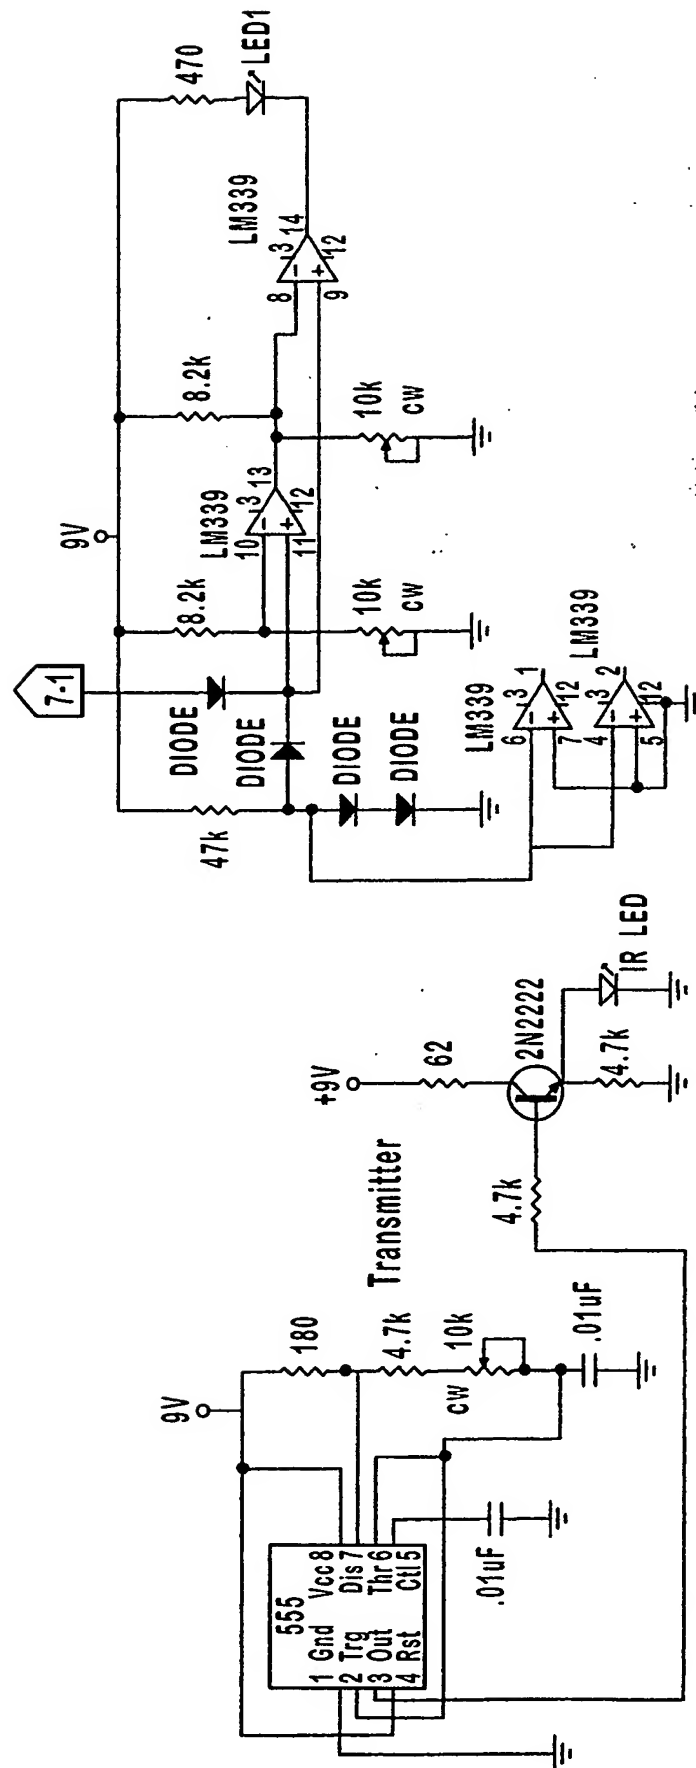 555
1 Gnd Vcc 8
2 Trg Dis 7
3 Out Thr 6
4 Rst Ctl 5
9V
180
4.7k
10k
cw
.01uF
.01uF
Transmitter
+9V
62
4.7k
2N2222
4.7k
IR LED
7-1
9V
47k
DIODE
DIODE
DIODE
DIODE
8.2k
10k
cw
LM339
10
11
3
12
13
8.2k
10k
cw
LM339
8
9
3
12
14
470
LED1
LM339
6
7
3
12
1
LM339
4
5
3
12
2